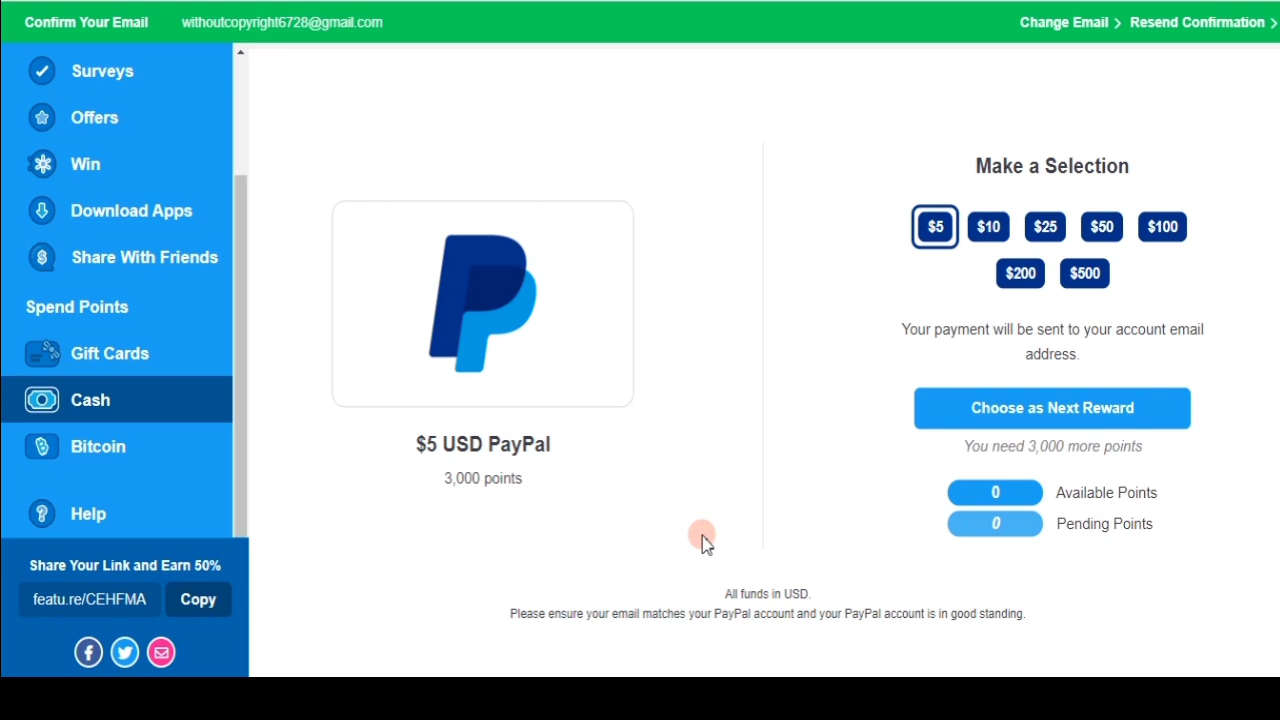 Confirm Your Email withoutcopyright6728@gmail.com Change Email Resend Confirmation
Surveys
Offers
Win
Download Apps
Share With Friends
Spend Points
Gift Cards
Cash
Bitcoin
Help
Share Your Link and Earn 50%
featu.re/CEHFMA Copy
$5 USD PayPal
3,000 points
Make a Selection
$5 $10 $25 $50 $100
$200 $500
Your payment will be sent to your account email
address.
Choose as Next Reward
You need 3,000 more points
0 Available Points
0 Pending Points
All funds in USD.
Please ensure your email matches your PayPal account and your PayPal account is in good standing.